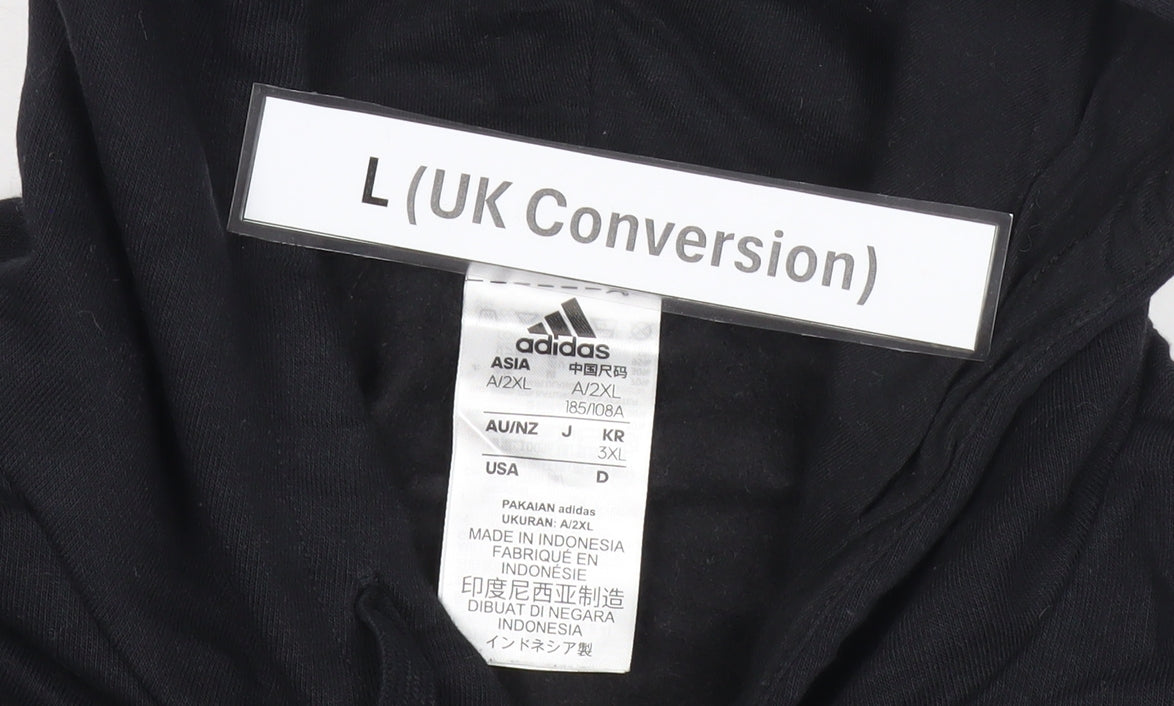 L (UK Conversion)
adidas
ASIA 中国尺码
A/2XL A/2XL
185/108A
AU/NZ J KR
3XL
USA D
PAKAIAN adidas
UKURAN: A/2XL
MADE IN INDONESIA
FABRIQUÉ EN
INDONÉSIE
印度尼西亚制造
DIBUAT DI NEGARA
INDONESIA
インドネシア製